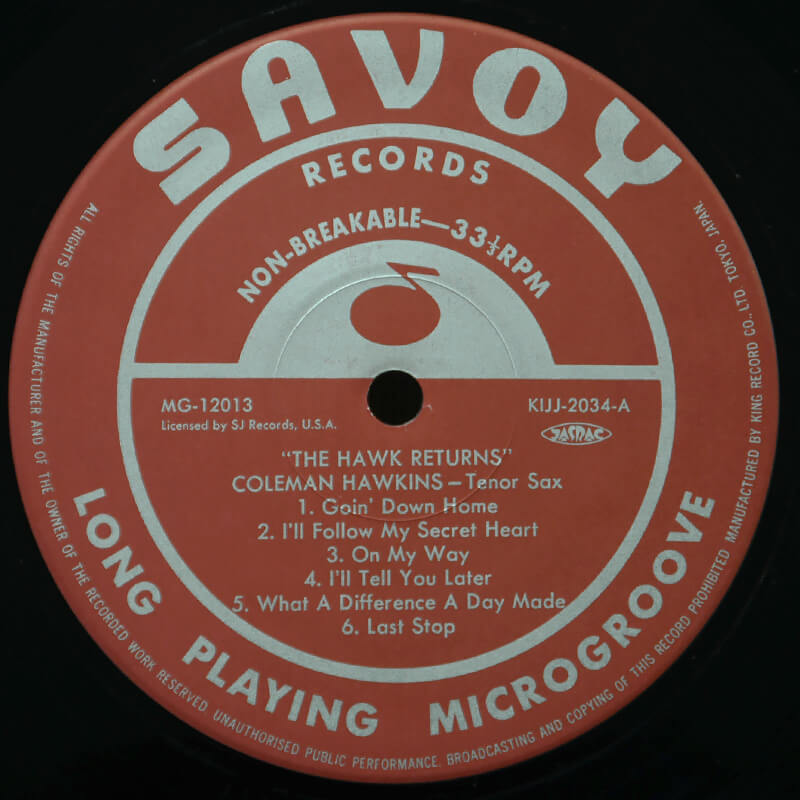 SAVOY
RECORDS
NON-BREAKABLE—33⅓RPM
MG-12013
Licensed by SJ Records, U.S.A.
KIJJ-2034-A
JASRAC
"THE HAWK RETURNS"
COLEMAN HAWKINS — Tenor Sax
1. Goin' Down Home
2. I'll Follow My Secret Heart
3. On My Way
4. I'll Tell You Later
5. What A Difference A Day Made
6. Last Stop
LONG PLAYING MICROGROOVE
ALL RIGHTS OF THE MANUFACTURER AND OF THE OWNER OF THE RECORDED WORK RESERVED. UNAUTHORISED PUBLIC PERFORMANCE. BROADCASTING AND COPYING OF THIS RECORD PROHIBITED MANUFACTURED BY KING RECORD CO., LTD. TOKYO, JAPAN.